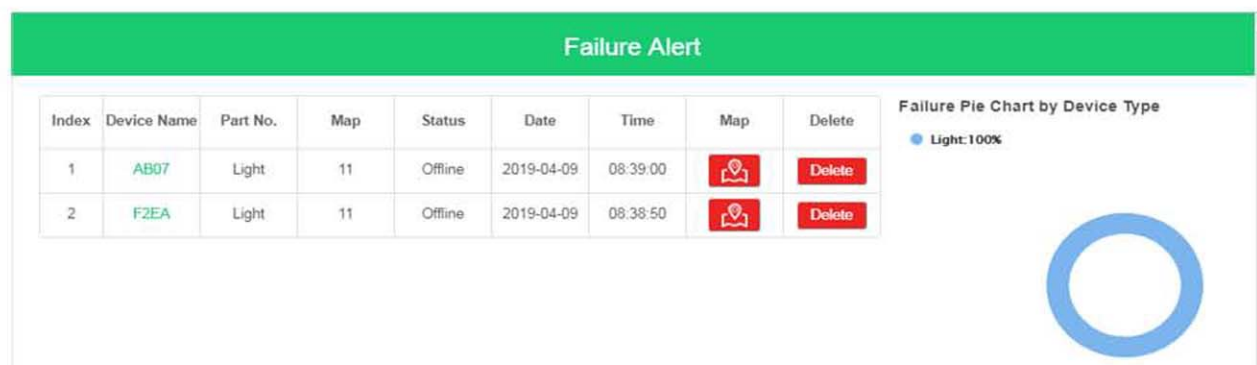 Failure Alert
Index Device Name Part No. Map Status Date Time Map Delete
1 AB07 Light 11 Offline 2019-04-09 08:39:00 Delete
2 F2EA Light 11 Offline 2019-04-09 08:38:50 Delete
Failure Pie Chart by Device Type
Light:100%